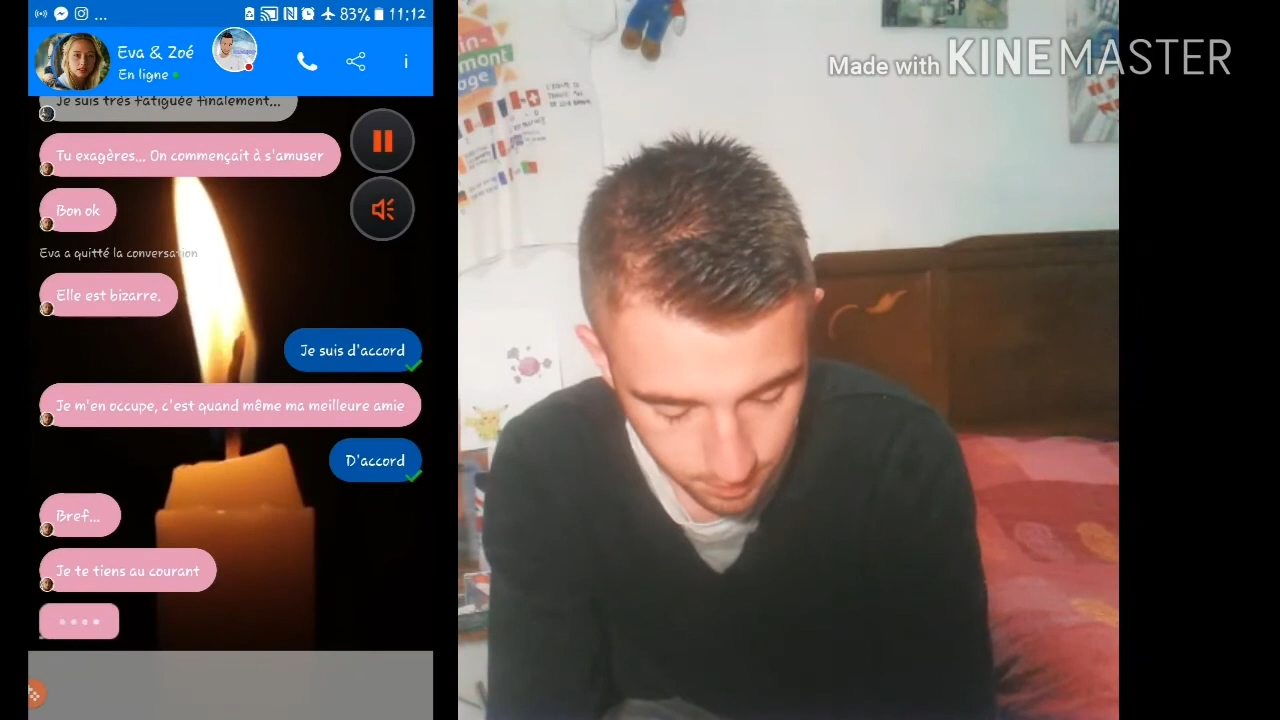 ... 83% 11:12
Eva & Zoé
En ligne
Je suis très fatiguée finalement...
Tu exagères... On commençait à s'amuser
Bon ok
Eva a quitté la conversation
Elle est bizarre.
Je suis d'accord
Je m'en occupe, c'est quand même ma meilleure amie
D'accord
Bref...
Je te tiens au courant
Made with KINEMASTER